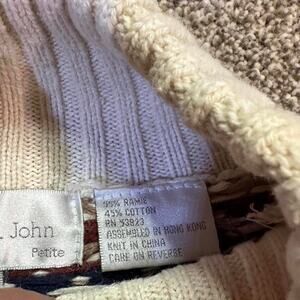 John
Petite
55% RAMIE
45% COTTON
RN 53823
ASSEMBLED IN HONG KONG
KNIT IN CHINA
CARE ON REVERSE